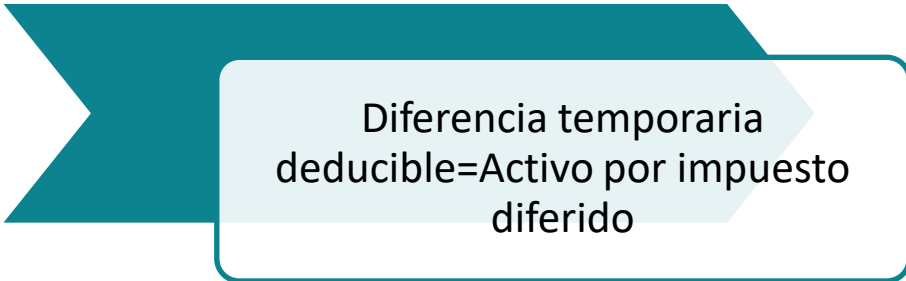 Diferencia temporaria
deducible=Activo por impuesto
diferido